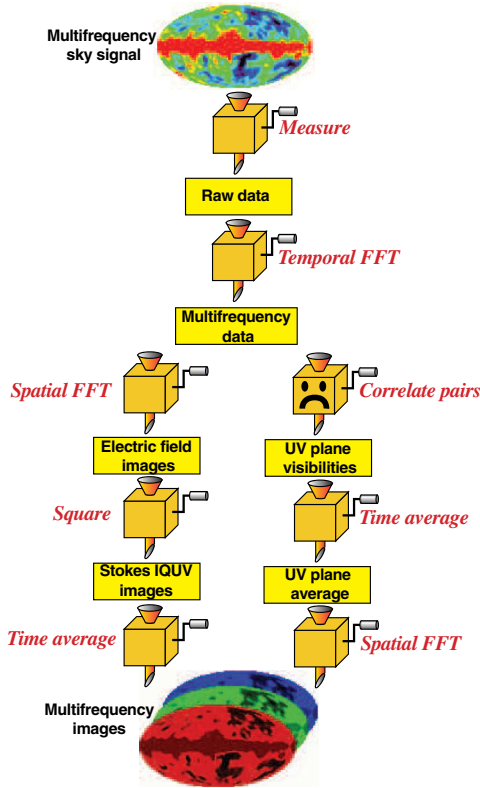 Multifrequency
sky signal
Measure
Raw data
Temporal FFT
Multifrequency
data
Spatial FFT
Correlate pairs
Electric field
images
UV plane
visibilities
Square
Time average
Stokes IQUV
images
UV plane
average
Time average
Spatial FFT
Multifrequency
images